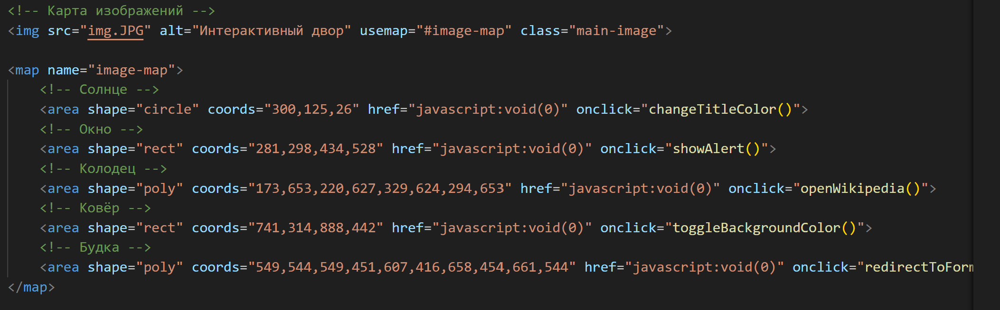 <!-- Карта изображений -->
<img src="img.JPG" alt="Интерактивный двор" usemap="#image-map" class="main-image">
<map name="image-map">
<!-- Солнце -->
<area shape="circle" coords="300,125,26" href="javascript:void(0)" onclick="changeTitleColor()">
<!-- Окно -->
<area shape="rect" coords="281,298,434,528" href="javascript:void(0)" onclick="showAlert()">
<!-- Колодец -->
<area shape="poly" coords="173,653,220,627,329,624,294,653" href="javascript:void(0)" onclick="openWikipedia()">
<!-- Ковёр -->
<area shape="rect" coords="741,314,888,442" href="javascript:void(0)" onclick="toggleBackgroundColor()">
<!-- Будка -->
<area shape="poly" coords="549,544,549,451,607,416,658,454,661,544" href="javascript:void(0)" onclick="redirectToForm
</map>